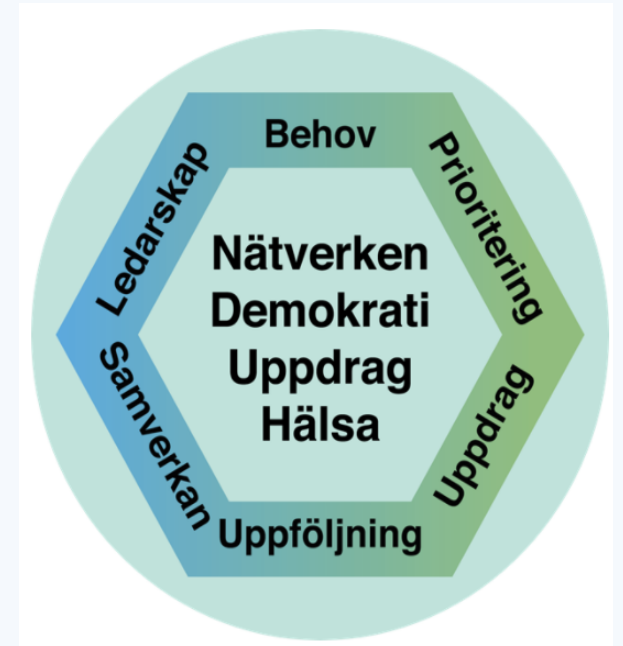 Behov
Prioritering
Uppdrag
Uppföljning
Samverkan
Ledarskap
Nätverken
Demokrati
Uppdrag
Hälsa